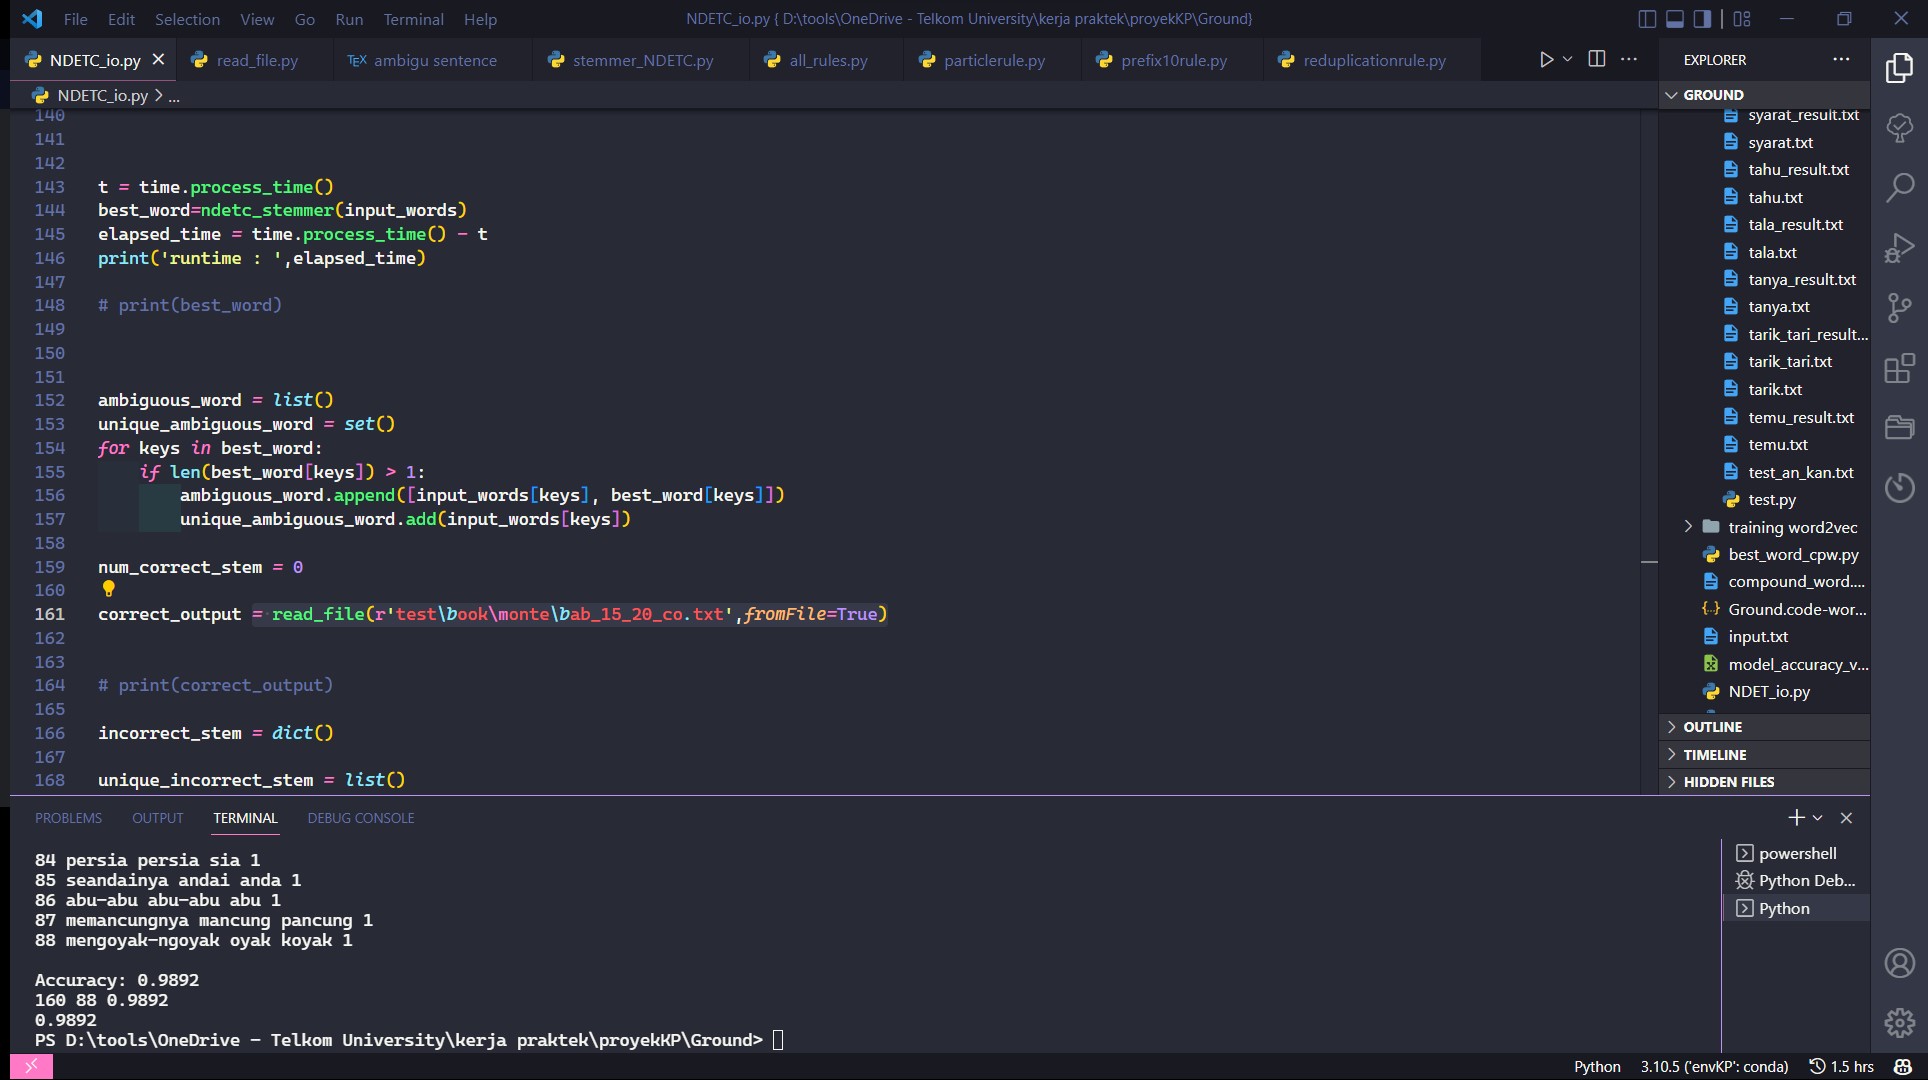 File Edit Selection View Go Run Terminal Help NDETC_io.py { D:\tools\OneDrive - Telkom University\kerja praktek\proyekKP\Ground}
NDETC_io.py read_file.py TEX ambigu sentence stemmer_NDETC.py all_rules.py particlerule.py prefix10rule.py reduplicationrule.py
NDETC_io.py > ...
140
141
142
143 t = time.process_time()
144 best_word=ndetc_stemmer(input_words)
145 elapsed_time = time.process_time() - t
146 print('runtime : ',elapsed_time)
147
148 # print(best_word)
149
150
151
152 ambiguous_word = list()
153 unique_ambiguous_word = set()
154 for keys in best_word:
155 if len(best_word[keys]) > 1:
156 ambiguous_word.append([input_words[keys], best_word[keys]])
157 unique_ambiguous_word.add(input_words[keys])
158
159 num_correct_stem = 0
160
161 correct_output = read_file(r'test\book\monte\bab_15_20_co.txt',fromFile=True)
162
163
164 # print(correct_output)
165
166 incorrect_stem = dict()
167
168 unique_incorrect_stem = list()
EXPLORER
GROUND
syarat_result.txt
syarat.txt
tahu_result.txt
tahu.txt
tala_result.txt
tala.txt
tanya_result.txt
tanya.txt
tarik_tari_result...
tarik_tari.txt
tarik.txt
temu_result.txt
temu.txt
test_an_kan.txt
test.py
training word2vec
best_word_cpw.py
compound_word....
{..} Ground.code-wor...
input.txt
model_accuracy_v...
NDET_io.py
OUTLINE
TIMELINE
HIDDEN FILES
PROBLEMS OUTPUT TERMINAL DEBUG CONSOLE
84 persia persia sia 1
85 seandainya andai anda 1
86 abu-abu abu-abu abu 1
87 memancungnya mancung pancung 1
88 mengoyak-ngoyak oyak koyak 1
Accuracy: 0.9892
160 88 0.9892
0.9892
PS D:\tools\OneDrive - Telkom University\kerja praktek\proyekKP\Ground>
powershell
Python Deb...
Python
Python 3.10.5 ('envKP': conda) 1.5 hrs